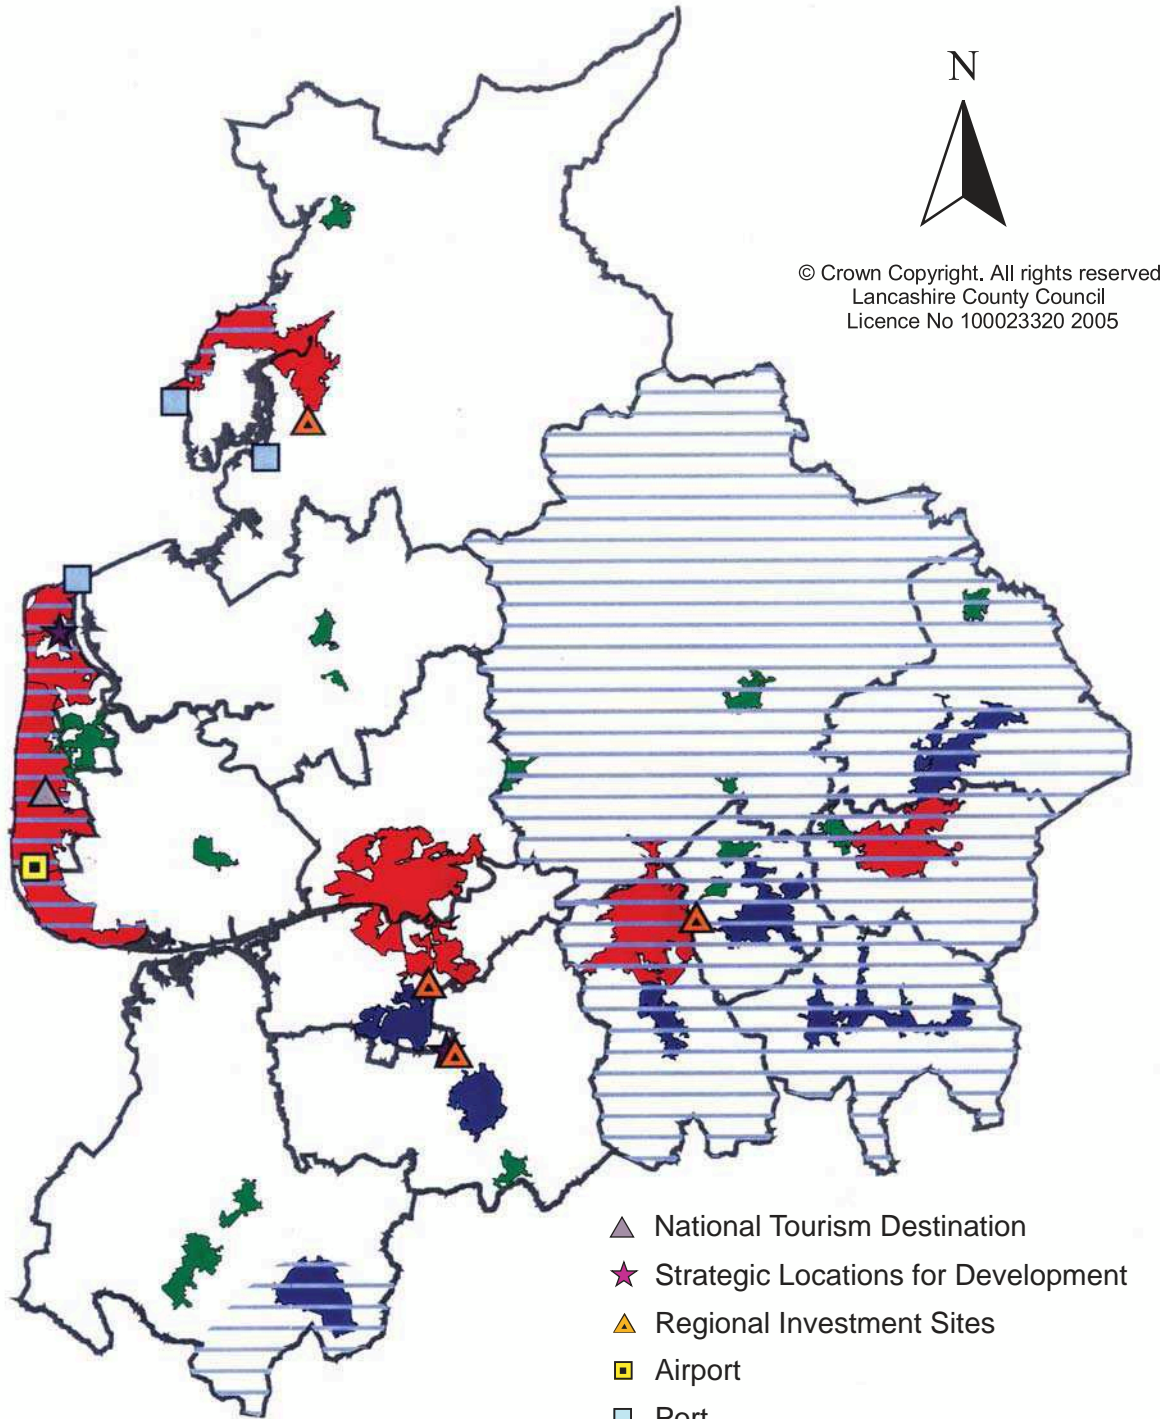 N
© Crown Copyright. All rights reserved
Lancashire County Council
Licence No 100023320 2005
National Tourism Destination
Strategic Locations for Development
Regional Investment Sites
Airport
Port